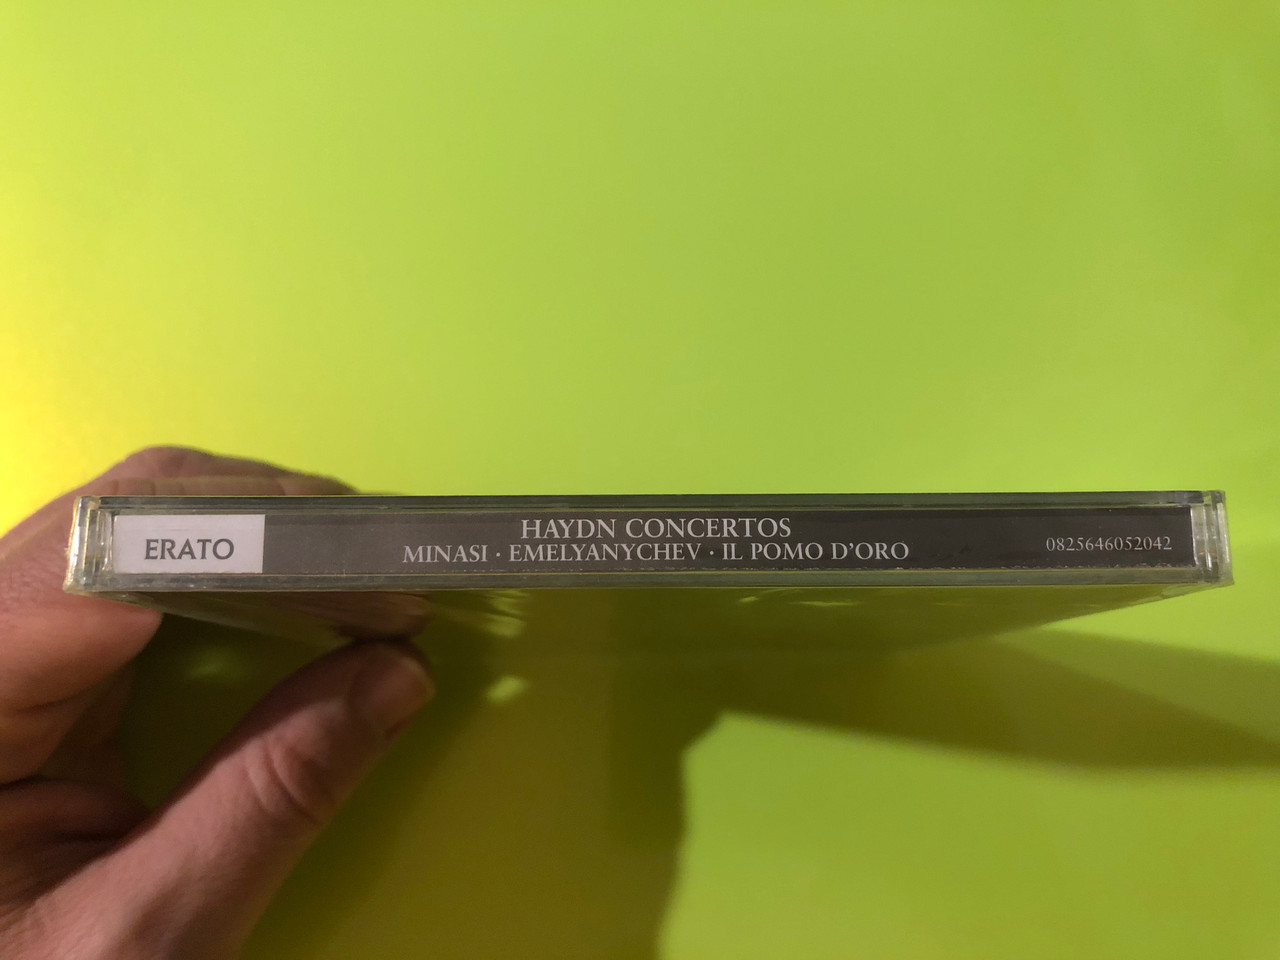 ERATO
HAYDN CONCERTOS
MINASI · EMELYANYCHEV · IL POMO D'ORO
0825646052042